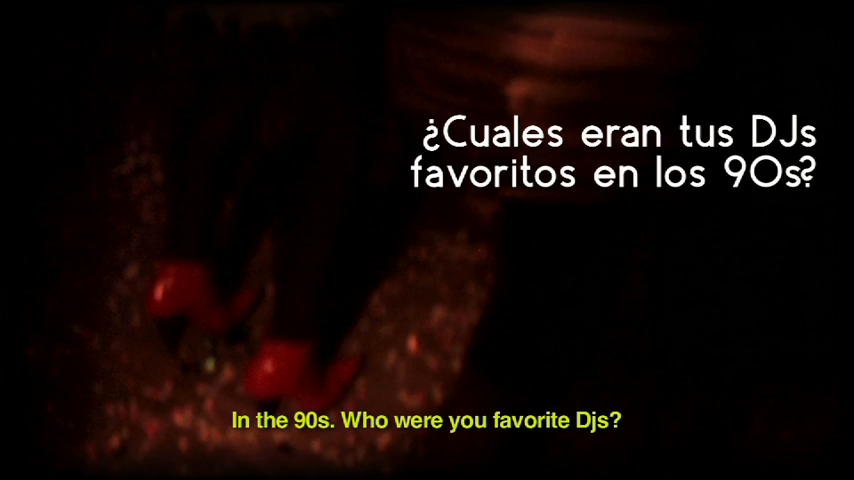 ¿Cuales eran tus DJs
favoritos en los 90s?
In the 90s. Who were you favorite Djs?